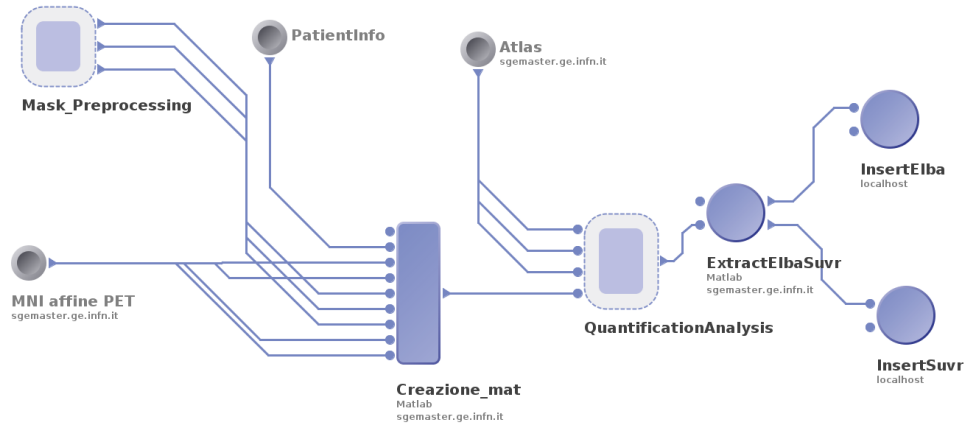 PatientInfo
Atlas
sgemaster.ge.infn.it
Mask_Preprocessing
InsertElba
localhost
ExtractElbaSuvr
Matlab
sgemaster.ge.infn.it
MNI affine PET
sgemaster.ge.infn.it
QuantificationAnalysis
InsertSuvr
localhost
Creazione_mat
Matlab
sgemaster.ge.infn.it